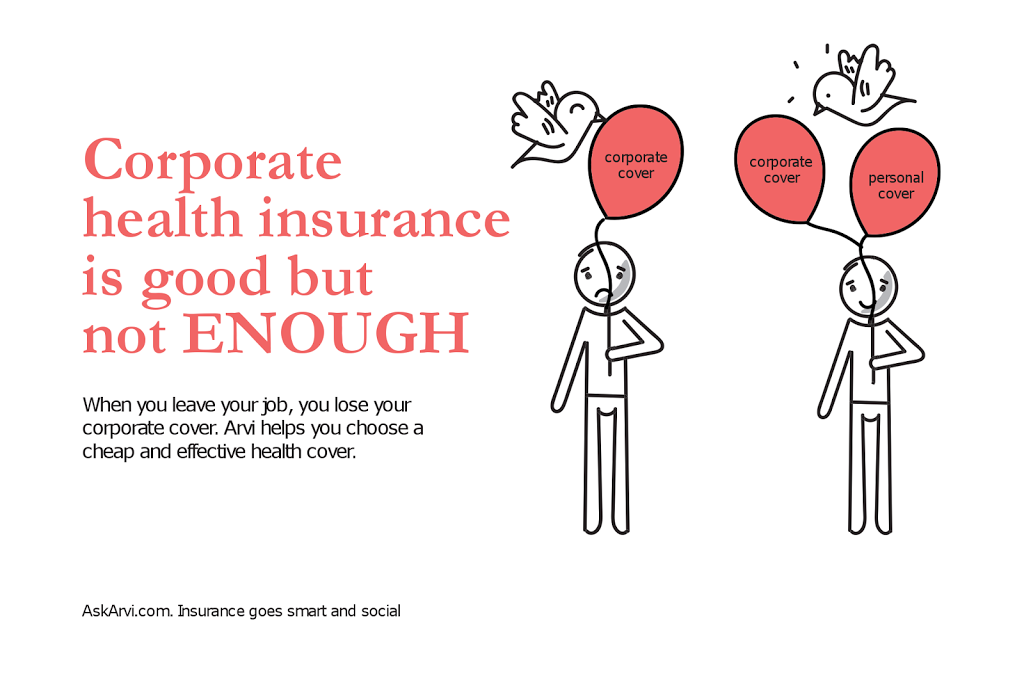 Corporate
health insurance
is good but
not ENOUGH
When you leave your job, you lose your
corporate cover. Arvi helps you choose a
cheap and effective health cover.
AskArvi.com. Insurance goes smart and social
corporate
cover
corporate
cover
personal
cover